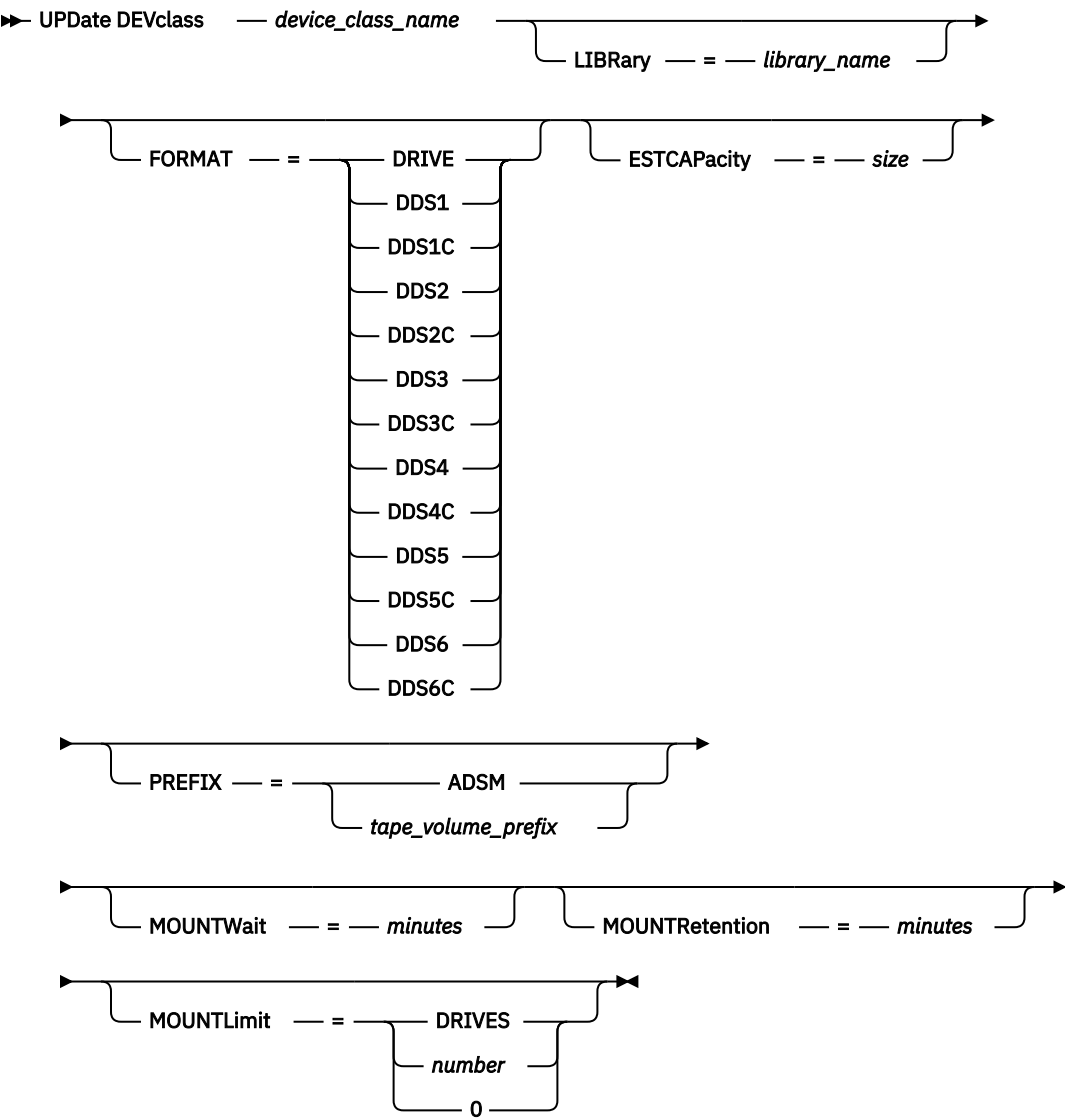 UPDate DEVclass device_class_name
LIBRary = library_name
FORMAT = DRIVE ESTCAPacity = size
DDS1
DDS1C
DDS2
DDS2C
DDS3
DDS3C
DDS4
DDS4C
DDS5
DDS5C
DDS6
DDS6C
PREFIX = ADSM
tape_volume_prefix
MOUNTWait = minutes MOUNTRetention = minutes
MOUNTLimit = DRIVES
number
0